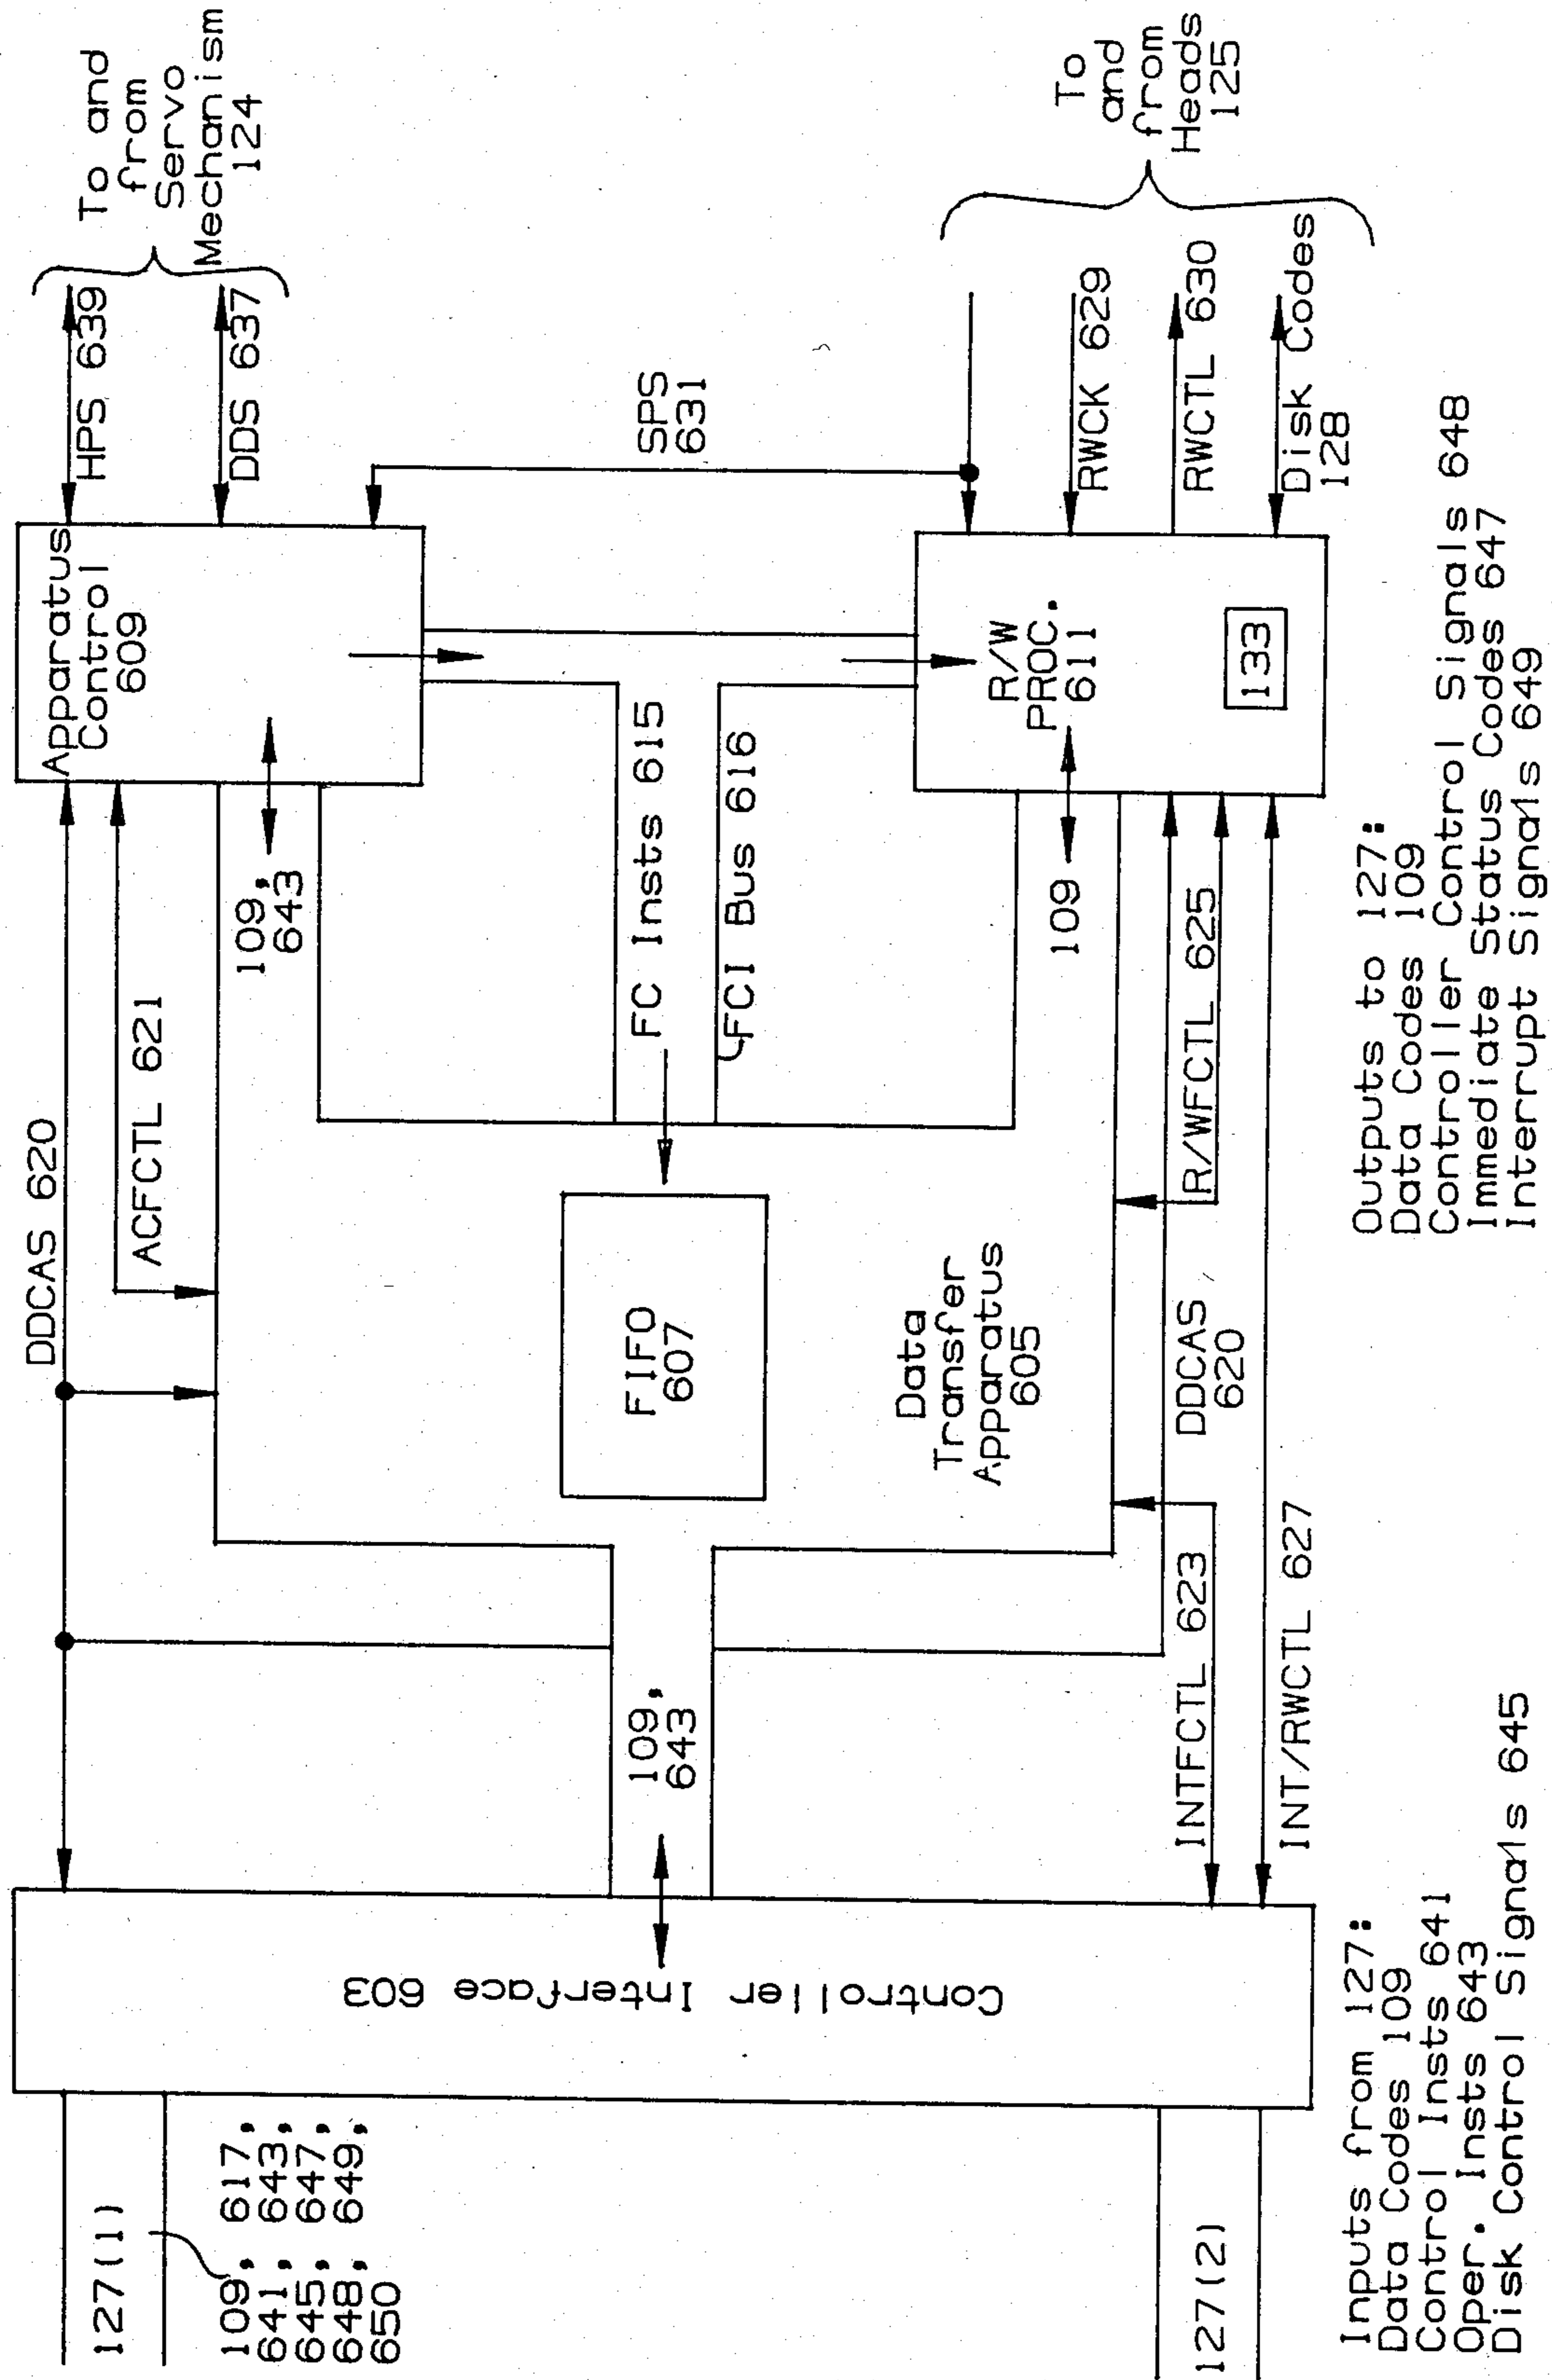 DDCAS 620
ACFCTL 621
Apparatus
Control
609
HPS 639
DDS 637
To and
from
Servo
Mechanism
124
127(1)
109, 617,
641, 643,
645, 647,
648, 649,
650
109,
643
SPS
631
Controller Interface 603
109,
643
FIFO
607
FC Insts 615
FCI Bus 616
Data
Transfer
Apparatus
605
109
R/W
PROC.
611
133
RWCK 629
RWCTL 630
Disk Codes
128
To
and
from
Heads
125
INTFCTL 623
DDCAS
620
R/WFCTL 625
INT/RWCTL 627
127(2)
Inputs from 127:
Data Codes 109
Control Insts 641
Oper. Insts 643
Disk Control Signals 645
Outputs to 127:
Data Codes 109
Controller Control Signals 648
Immediate Status Codes 647
Interrupt Signals 649